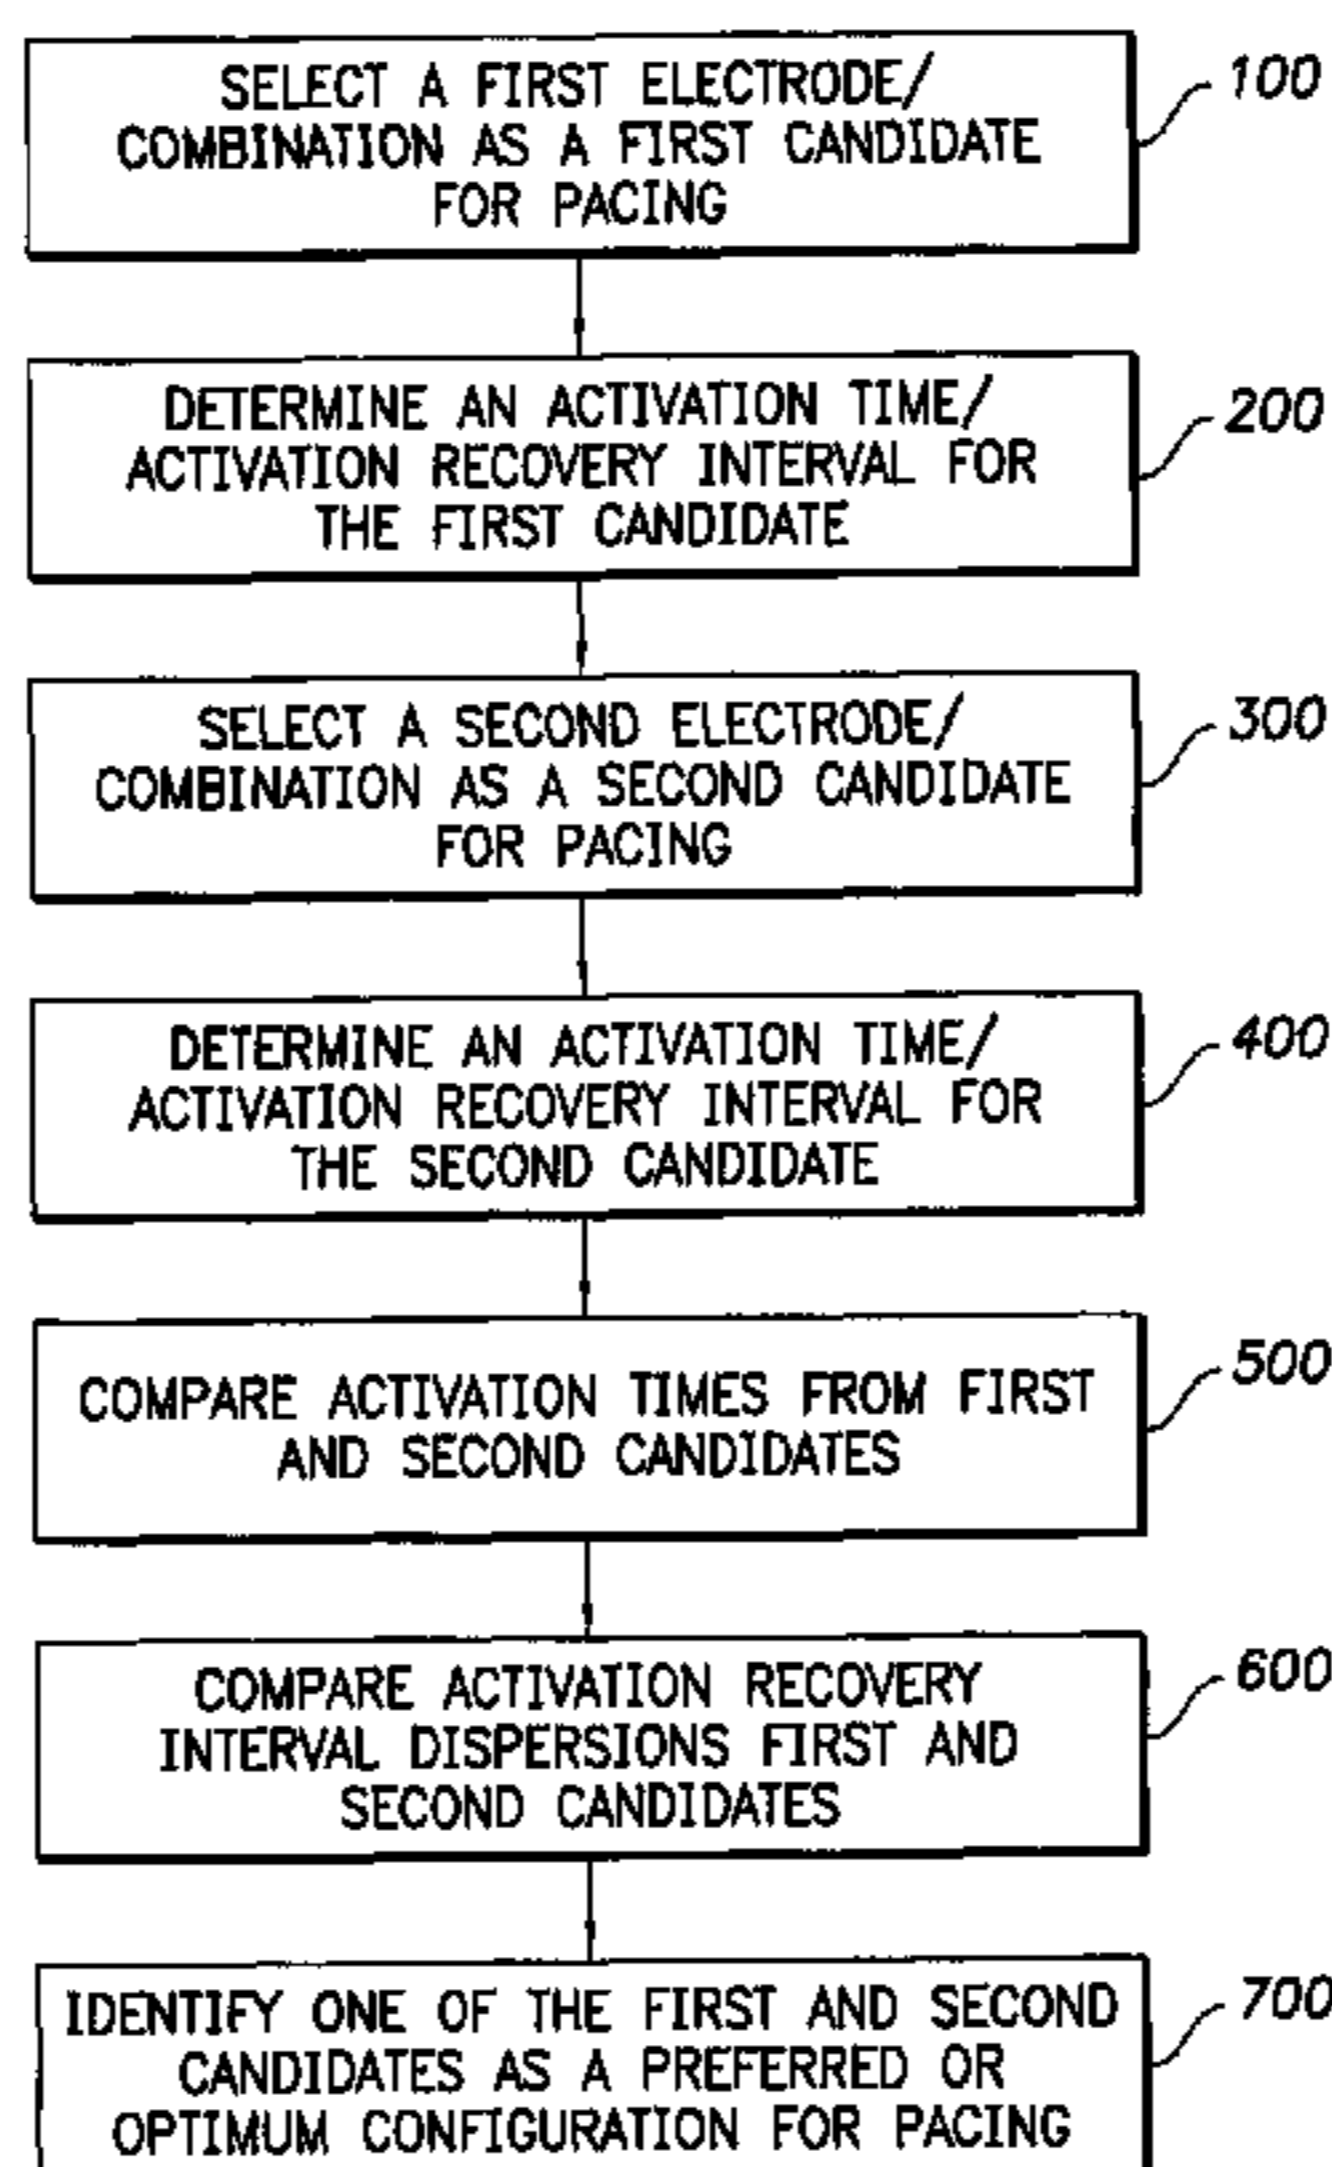 SELECT A FIRST ELECTRODE/
COMBINATION AS A FIRST CANDIDATE
FOR PACING
100
DETERMINE AN ACTIVATION TIME/
ACTIVATION RECOVERY INTERVAL FOR
THE FIRST CANDIDATE
200
SELECT A SECOND ELECTRODE/
COMBINATION AS A SECOND CANDIDATE
FOR PACING
300
DETERMINE AN ACTIVATION TIME/
ACTIVATION RECOVERY INTERVAL FOR
THE SECOND CANDIDATE
400
COMPARE ACTIVATION TIMES FROM FIRST
AND SECOND CANDIDATES
500
COMPARE ACTIVATION RECOVERY
INTERVAL DISPERSIONS FIRST AND
SECOND CANDIDATES
600
IDENTIFY ONE OF THE FIRST AND SECOND
CANDIDATES AS A PREFERRED OR
OPTIMUM CONFIGURATION FOR PACING
700